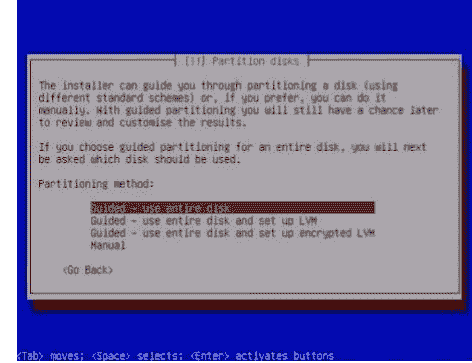 [!!] Partition disks
The installer can guide you through partitioning a disk (using
different standard schemes) or, if you prefer, you can do it
manually. With guided partitioning you will still have a chance later
to review and customise the results.
If you choose guided partitioning for an entire disk, you will next
be asked which disk should be used.
Partitioning method:
Guided - use entire disk
Guided - use entire disk and set up LVM
Guided - use entire disk and set up encrypted LVM
Manual
<Go Back>
<Tab> moves; <Space> selects; <Enter> activates buttons